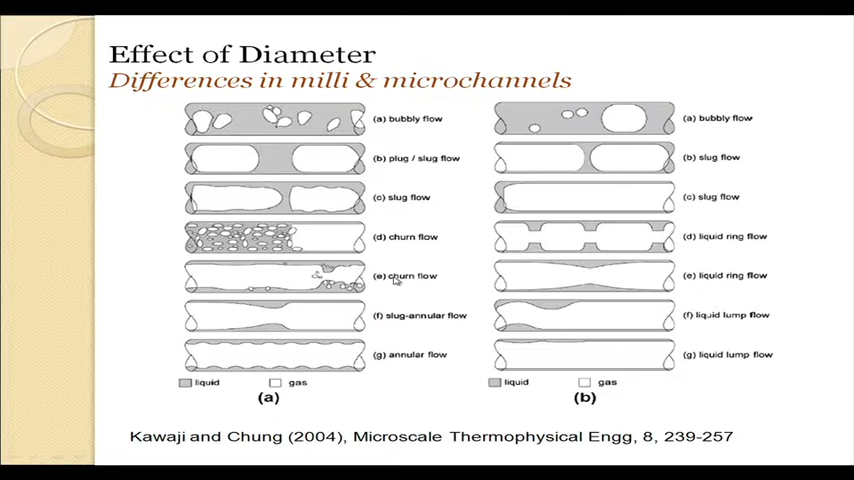 Effect of Diameter
Differences in milli & microchannels
(a) bubbly flow
(b) plug / slug flow
(c) slug flow
(d) churn flow
(e) churn flow
(f) slug-annular flow
(g) annular flow
liquid gas
(a)
(a) bubbly flow
(b) slug flow
(c) slug flow
(d) liquid ring flow
(e) liquid ring flow
(f) liquid lump flow
(g) liquid lump flow
liquid gas
(b)
Kawaji and Chung (2004), Microscale Thermophysical Engg, 8, 239-257